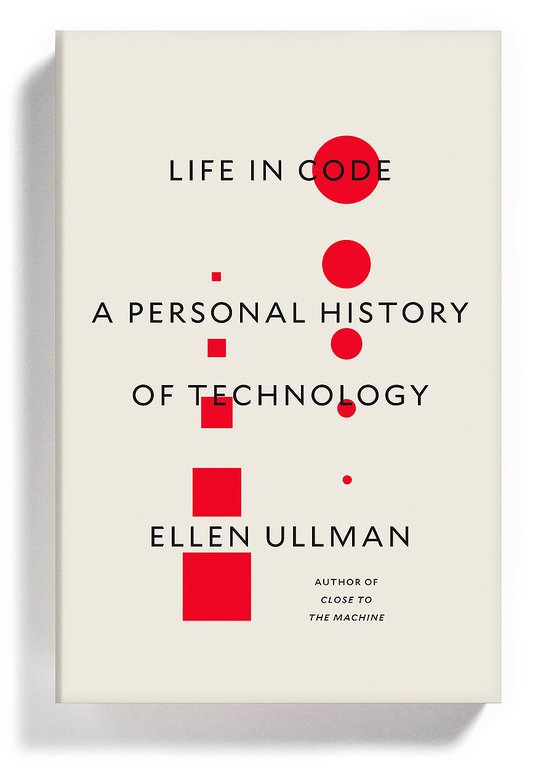 LIFE IN CODE
A PERSONAL HISTORY
OF TECHNOLOGY
ELLEN ULLMAN
AUTHOR OF
CLOSE TO
THE MACHINE